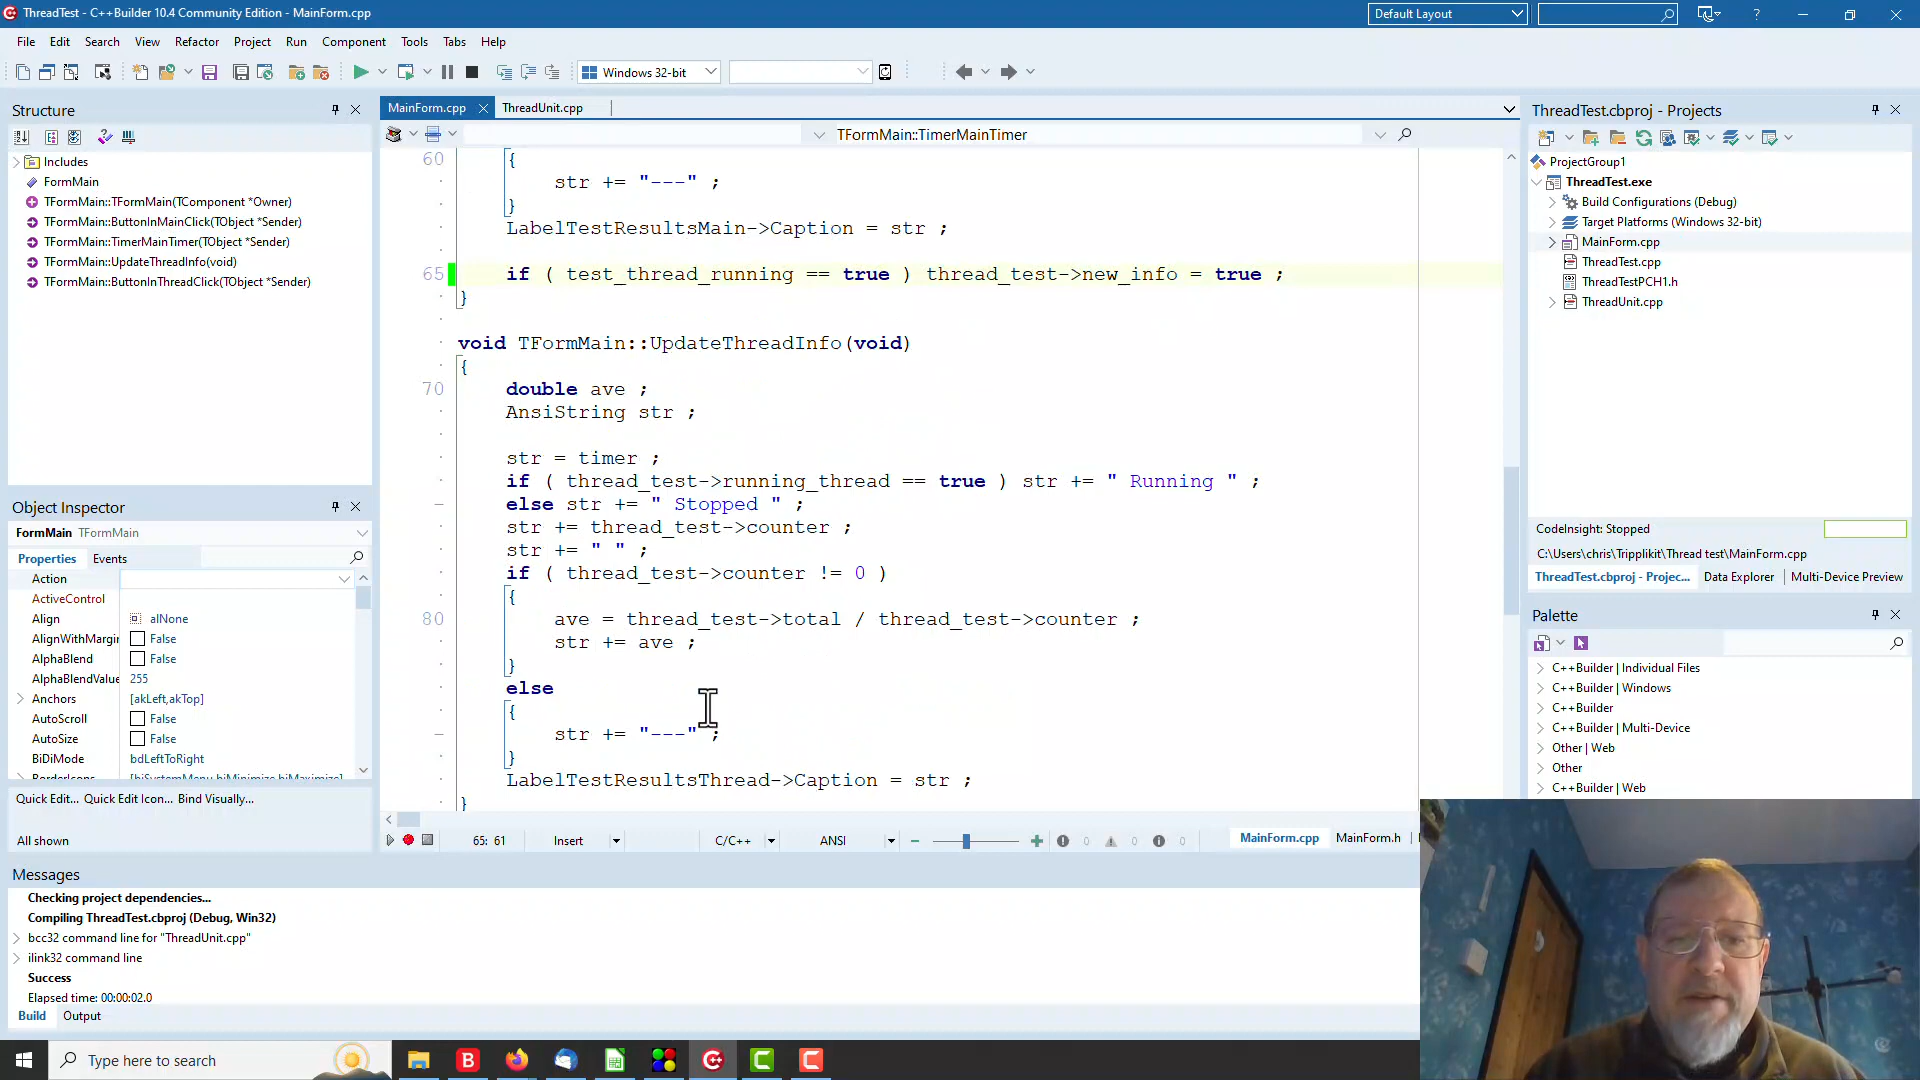 ThreadTest - C++Builder 10.4 Community Edition - MainForm.cpp
Default Layout
File Edit Search View Refactor Project Run Component Tools Tabs Help
Windows 32-bit
Structure
Includes
FormMain
TFormMain::TFormMain(TComponent *Owner)
TFormMain::ButtonInMainClick(TObject *Sender)
TFormMain::TimerMainTimer(TObject *Sender)
TFormMain::UpdateThreadInfo(void)
TFormMain::ButtonInThreadClick(TObject *Sender)
Object Inspector
FormMain TFormMain
Properties Events
Action
ActiveControl
Align alNone
AlignWithMargin False
AlphaBlend False
AlphaBlendValue 255
Anchors [akLeft,akTop]
AutoScroll False
AutoSize False
BiDiMode bdLeftToRight
BorderIcons [biSystemMenu,biMinimize,biMaximize]
Quick Edit... Quick Edit Icon... Bind Visually...
All shown
MainForm.cpp ThreadUnit.cpp
TFormMain::TimerMainTimer
60 {
str += "---" ;
}
LabelTestResultsMain->Caption = str ;
65 if ( test_thread_running == true ) thread_test->new_info = true ;
}
void TFormMain::UpdateThreadInfo(void)
{
70 double ave ;
AnsiString str ;
str = timer ;
if ( thread_test->running_thread == true ) str += " Running " ;
else str += " Stopped " ;
str += thread_test->counter ;
str += " " ;
if ( thread_test->counter != 0 )
{
80 ave = thread_test->total / thread_test->counter ;
str += ave ;
}
else
{
str += "---" ;
}
LabelTestResultsThread->Caption = str ;
}
65: 61 Insert C/C++ ANSI 0 0 0 MainForm.cpp MainForm.h
ThreadTest.cbproj - Projects
ProjectGroup1
ThreadTest.exe
Build Configurations (Debug)
Target Platforms (Windows 32-bit)
MainForm.cpp
ThreadTest.cpp
ThreadTestPCH1.h
ThreadUnit.cpp
CodeInsight: Stopped
C:\Users\chris\Tripplikit\Thread test\MainForm.cpp
ThreadTest.cbproj - Projec... Data Explorer Multi-Device Preview
Palette
C++Builder | Individual Files
C++Builder | Windows
C++Builder
C++Builder | Multi-Device
Other | Web
Other
C++Builder | Web
Messages
Checking project dependencies...
Compiling ThreadTest.cbproj (Debug, Win32)
bcc32 command line for "ThreadUnit.cpp"
ilink32 command line
Success
Elapsed time: 00:00:02.0
Build Output
Type here to search